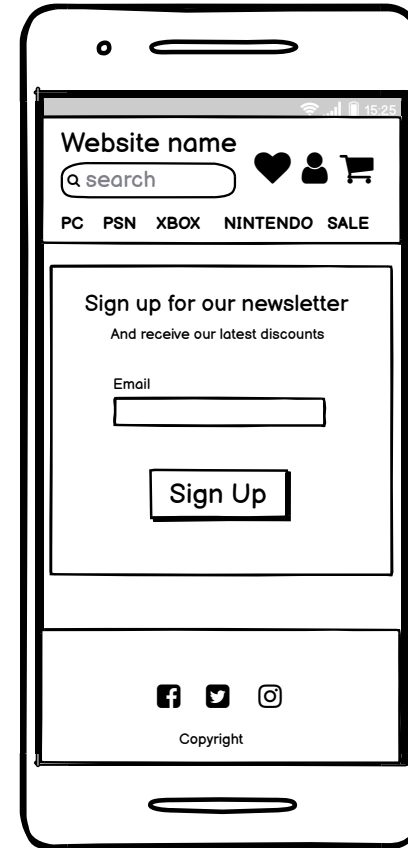 15:25
Website name
search
PC PSN XBOX NINTENDO SALE
Sign up for our newsletter
And receive our latest discounts
Email
Sign Up
Copyright